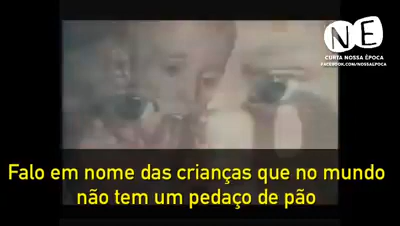 NE
CURTA NOSSA ÉPOCA
FACEBOOK.COM/NOSSAEPOCA
Falo em nome das crianças que no mundo
não tem um pedaço de pão